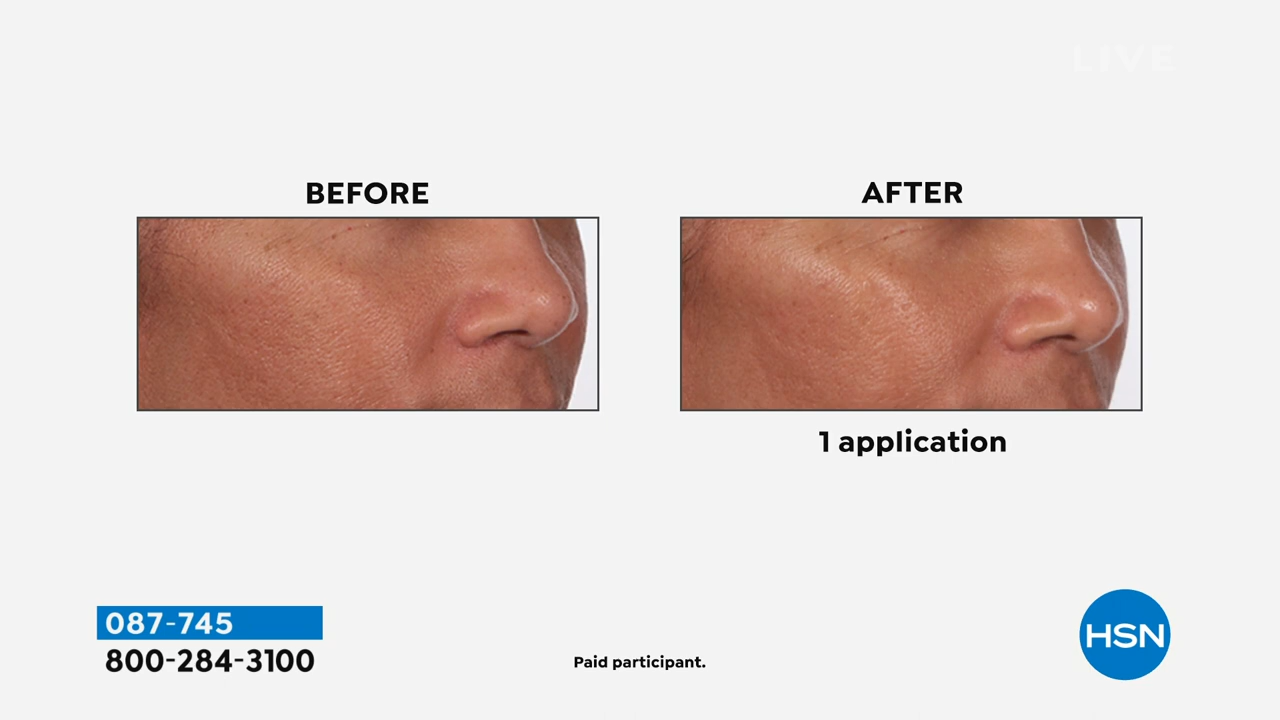 LIVE
BEFORE
AFTER
1 application
087-745
800-284-3100
Paid participant.
HSN